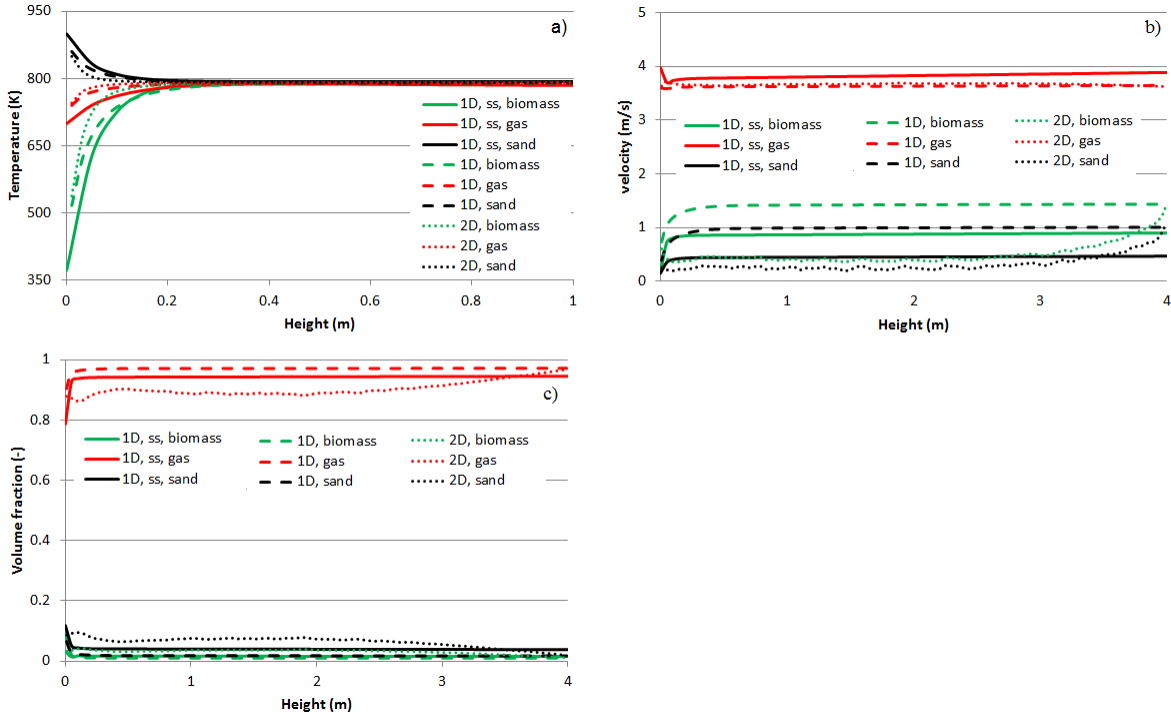 a)
950
800
650
500
350
Temperature (K)
0
0.2
0.4
0.6
0.8
1
Height (m)
1D, ss, biomass
1D, ss, gas
1D, ss, sand
1D, biomass
1D, gas
1D, sand
2D, biomass
2D, gas
2D, sand
b)
5
4
3
2
1
0
velocity (m/s)
0
1
2
3
4
Height (m)
1D, ss, biomass
1D, ss, gas
1D, ss, sand
1D, biomass
1D, gas
1D, sand
2D, biomass
2D, gas
2D, sand
c)
1
0.8
0.6
0.4
0.2
0
Volume fraction (-)
0
1
2
3
4
Height (m)
1D, ss, biomass
1D, ss, gas
1D, ss, sand
1D, biomass
1D, gas
1D, sand
2D, biomass
2D, gas
2D, sand